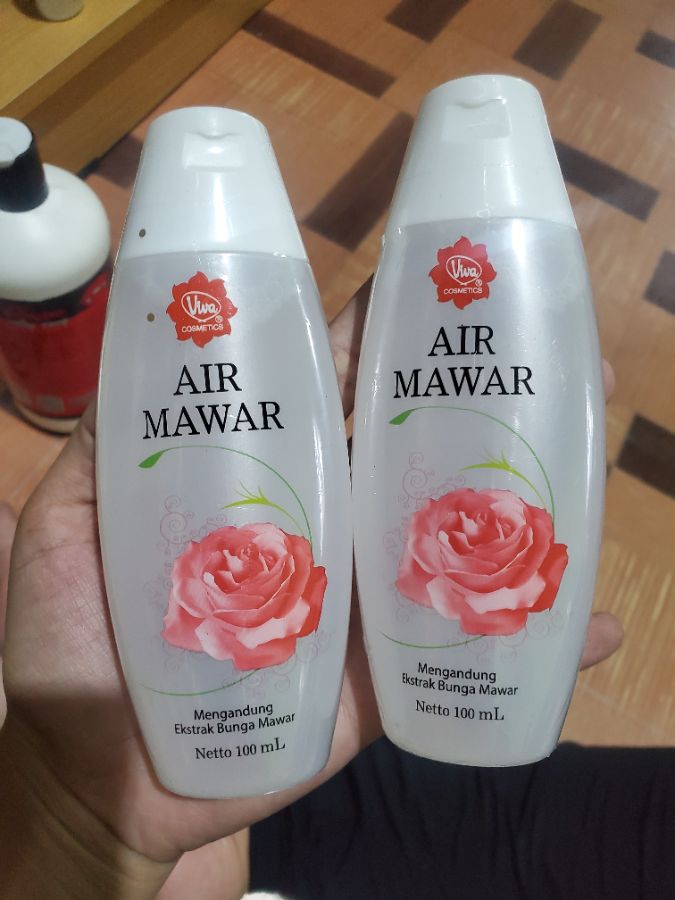 Viva®
COSMETICS
AIR
MAWAR
Mengandung
Ekstrak Bunga Mawar
Netto 100 mL
Viva®
COSMETICS
AIR
MAWAR
Mengandung
Ekstrak Bunga Mawar
Netto 100 mL